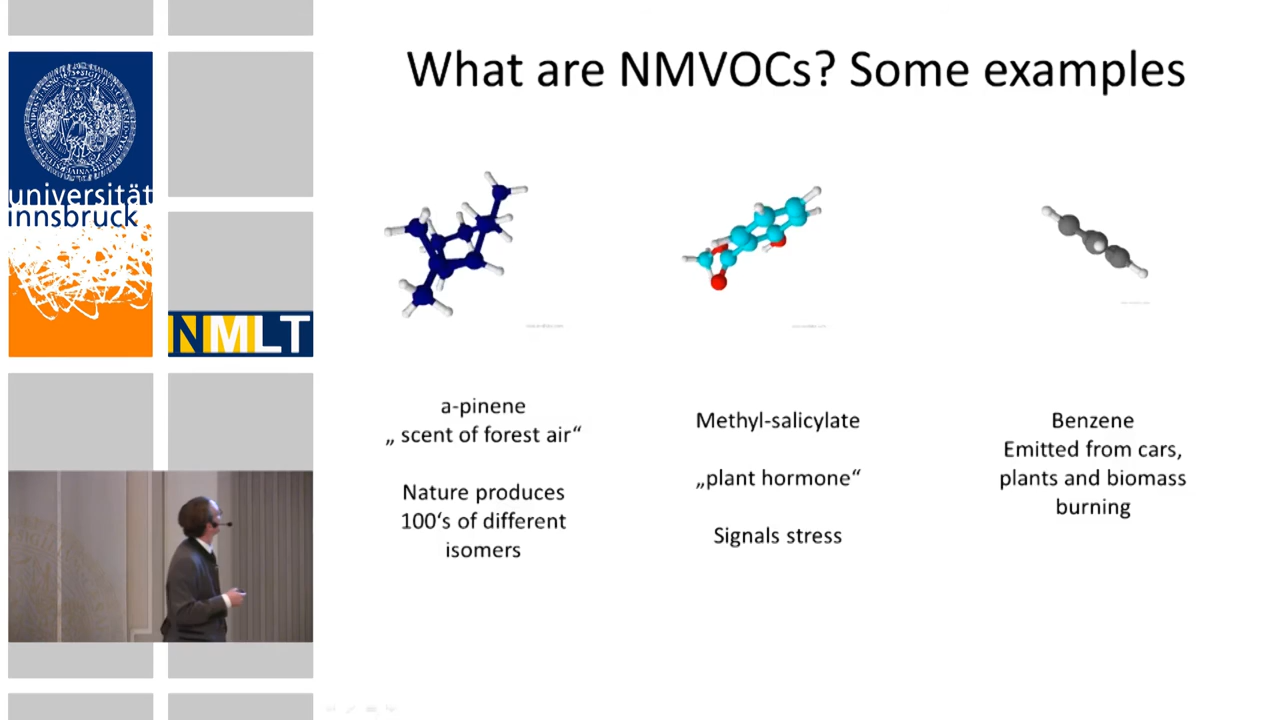 What are NMVOCs? Some examples
universität
innsbruck
NMLT
a-pinene
„ scent of forest air“
Nature produces
100‘s of different
isomers
Methyl-salicylate
„plant hormone“
Signals stress
Benzene
Emitted from cars,
plants and biomass
burning